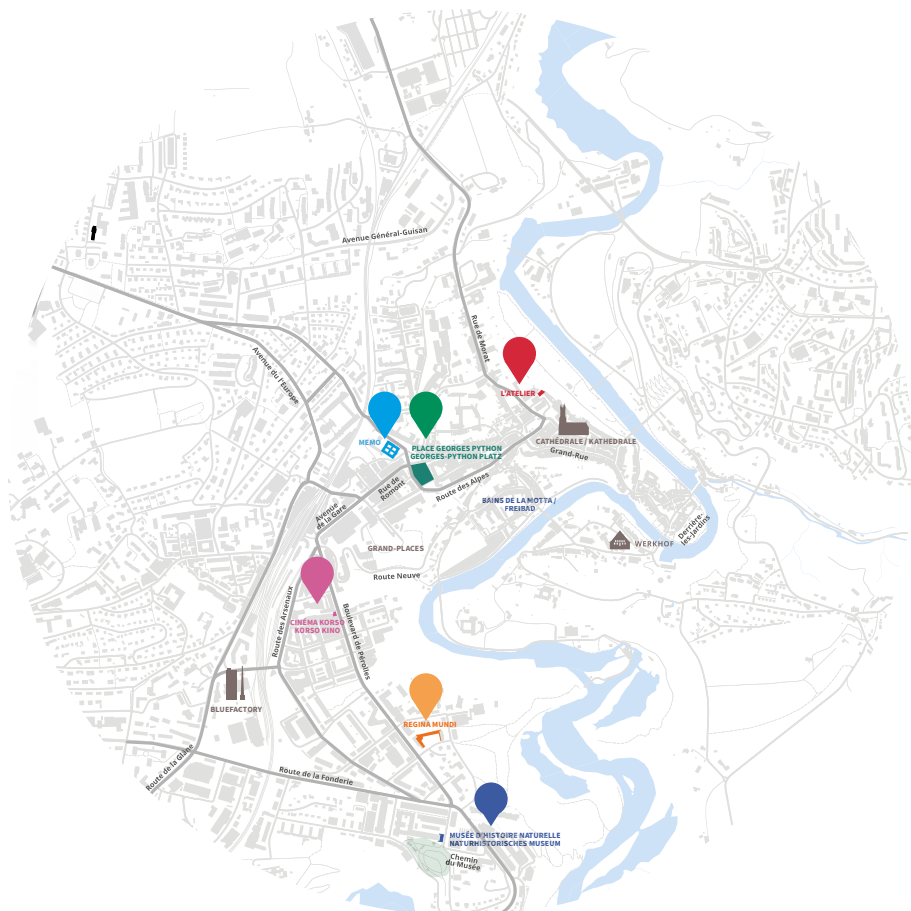 Avenue Général-Guisan
Rue de Morat
Avenue du l'Europe
L'ATELIER
MEMO
CATHÉDRALE / KATHEDRALE
PLACE GEORGES PYTHON
GEORGES-PYTHON PLATZ
Grand-Rue
Rue de
Romont
Route des Alpes
BAINS DE LA MOTTA /
FREIBAD
Avenue
de la Gare
Derrière-
les-Jardins
WERKHOF
GRAND-PLACES
Route Neuve
Route des Arsenaux
CINÉMA KORSO
KORSO KINO
Boulevard de Pérolles
BLUEFACTORY
REGINA MUNDI
Route de la Glâne
Route de la Fonderie
MUSÉE D'HISTOIRE NATURELLE
NATURHISTORISCHES MUSEUM
Chemin
du Musée